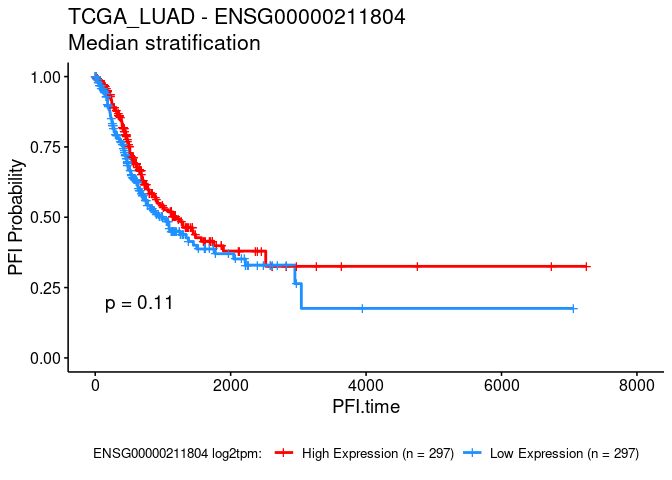 TCGA_LUAD - ENSG00000211804
Median stratification
1.00
0.75
0.50
0.25
0.00
PFI Probability
p = 0.11
0 2000 4000 6000 8000
PFI.time
ENSG00000211804 log2tpm: High Expression (n = 297) Low Expression (n = 297)